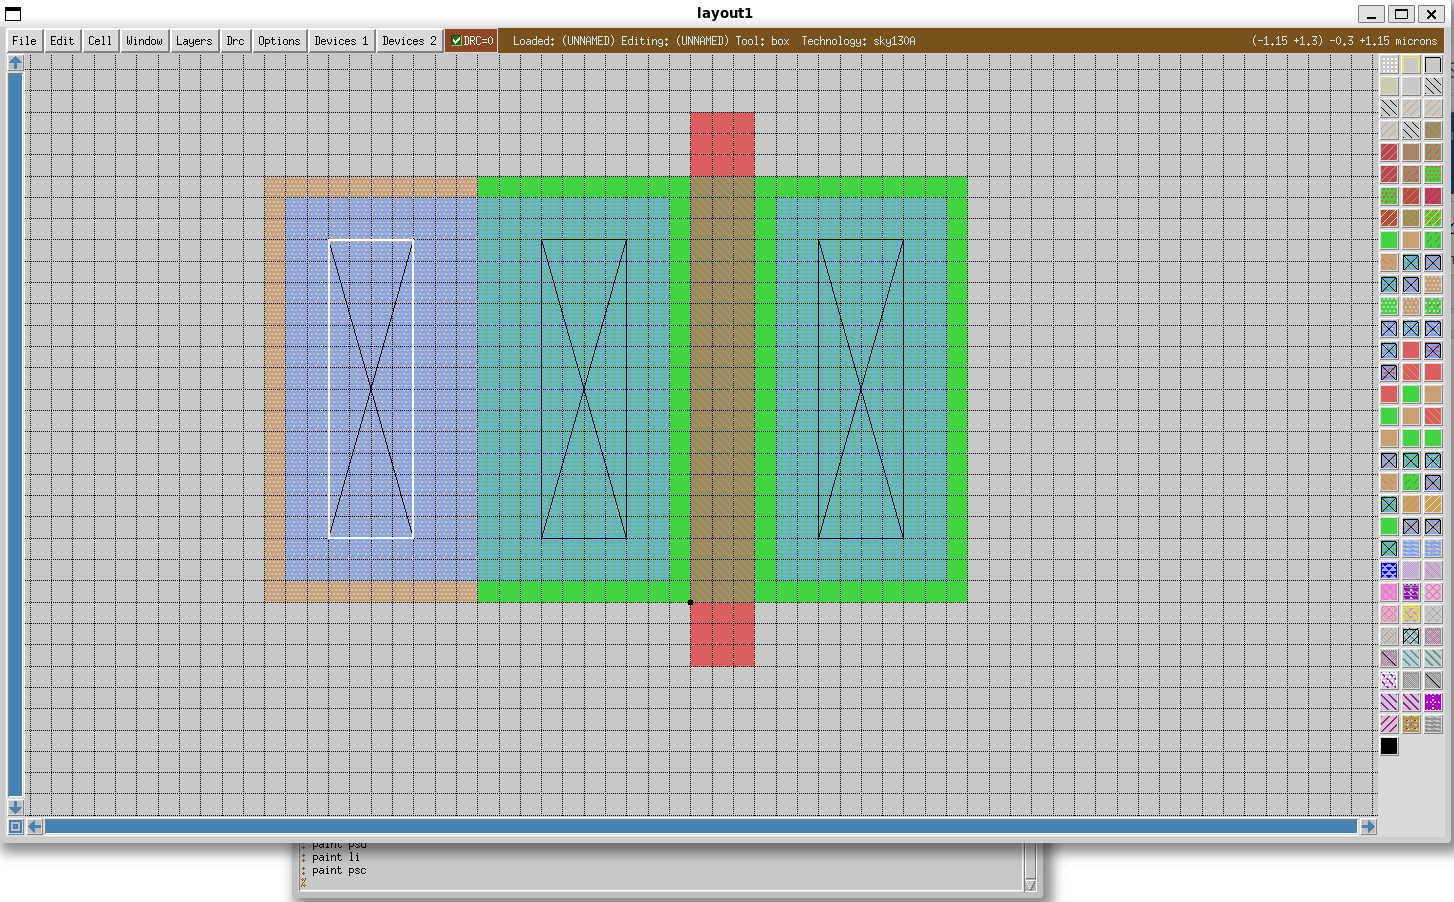 layout1
File Edit Cell Window Layers Drc Options Devices 1 Devices 2 DRC=0 Loaded: (UNNAMED) Editing: (UNNAMED) Tool: box Technology: sky130A (-1.15 +1.3) -0.3 +1.15 microns
: paint psd
: paint li
: paint psc
%